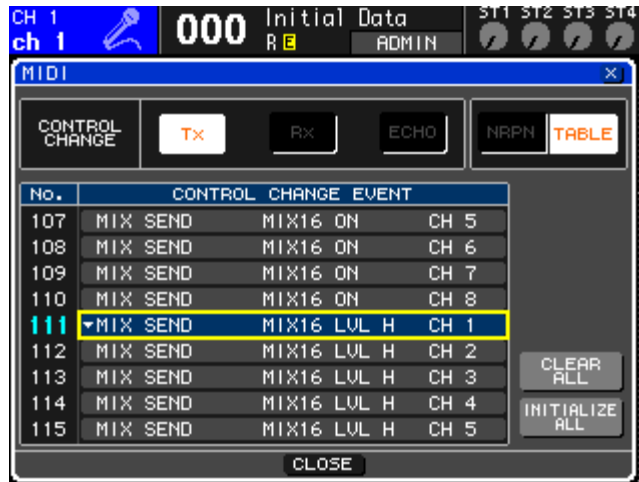 CH 1 Initial Data ST1 ST2 ST3 ST4
ch 1 000 R E ADMIN
MIDI X
CONTROL CHANGE Tx Rx ECHO NRPN TABLE
No. CONTROL CHANGE EVENT
107 MIX SEND MIX16 ON CH 5
108 MIX SEND MIX16 ON CH 6
109 MIX SEND MIX16 ON CH 7
110 MIX SEND MIX16 ON CH 8
111 MIX SEND MIX16 LVL H CH 1
112 MIX SEND MIX16 LVL H CH 2
113 MIX SEND MIX16 LVL H CH 3
114 MIX SEND MIX16 LVL H CH 4
115 MIX SEND MIX16 LVL H CH 5
CLEAR ALL
INITIALIZE ALL
CLOSE